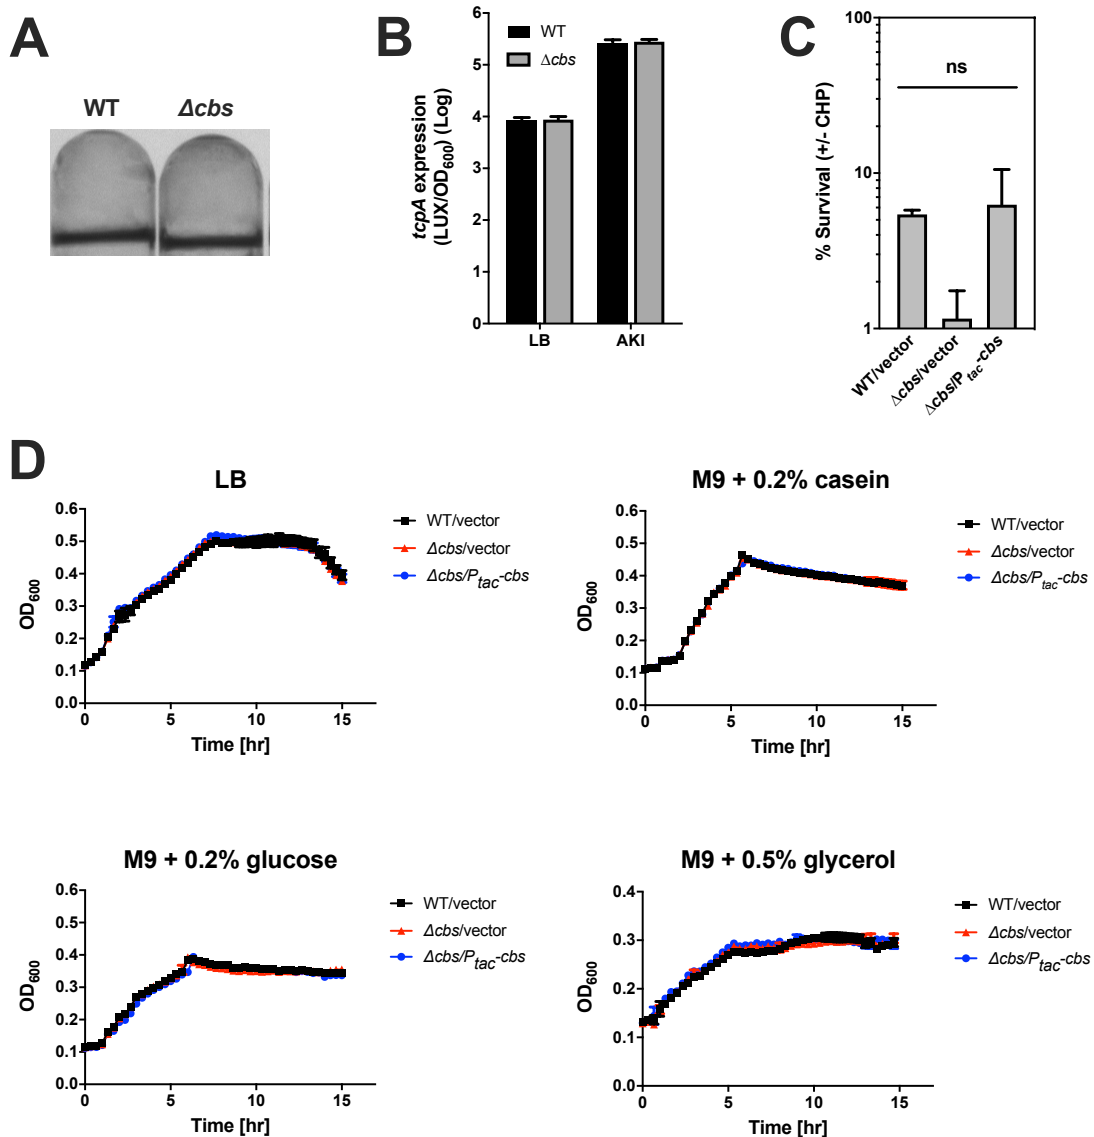 A
WT
Δcbs
B
tcpA expression
(LUX/OD600) (Log)
6
5
4
3
2
1
0
WT
Δcbs
LB
AKI
C
% Survival (+/- CHP)
100
10
1
ns
WT/vector
Δcbs/vector
Δcbs/Ptac-cbs
D
LB
OD600
0.6
0.5
0.4
0.3
0.2
0.1
0.0
0
5
10
15
Time [hr]
WT/vector
Δcbs/vector
Δcbs/Ptac-cbs
M9 + 0.2% casein
OD600
0.6
0.5
0.4
0.3
0.2
0.1
0.0
0
5
10
15
Time [hr]
WT/vector
Δcbs/vector
Δcbs/Ptac-cbs
M9 + 0.2% glucose
OD600
0.6
0.5
0.4
0.3
0.2
0.1
0.0
0
5
10
15
Time [hr]
WT/vector
Δcbs/vector
Δcbs/Ptac-cbs
M9 + 0.5% glycerol
OD600
0.4
0.3
0.2
0.1
0.0
0
5
10
15
Time [hr]
WT/vector
Δcbs/vector
Δcbs/Ptac-cbs